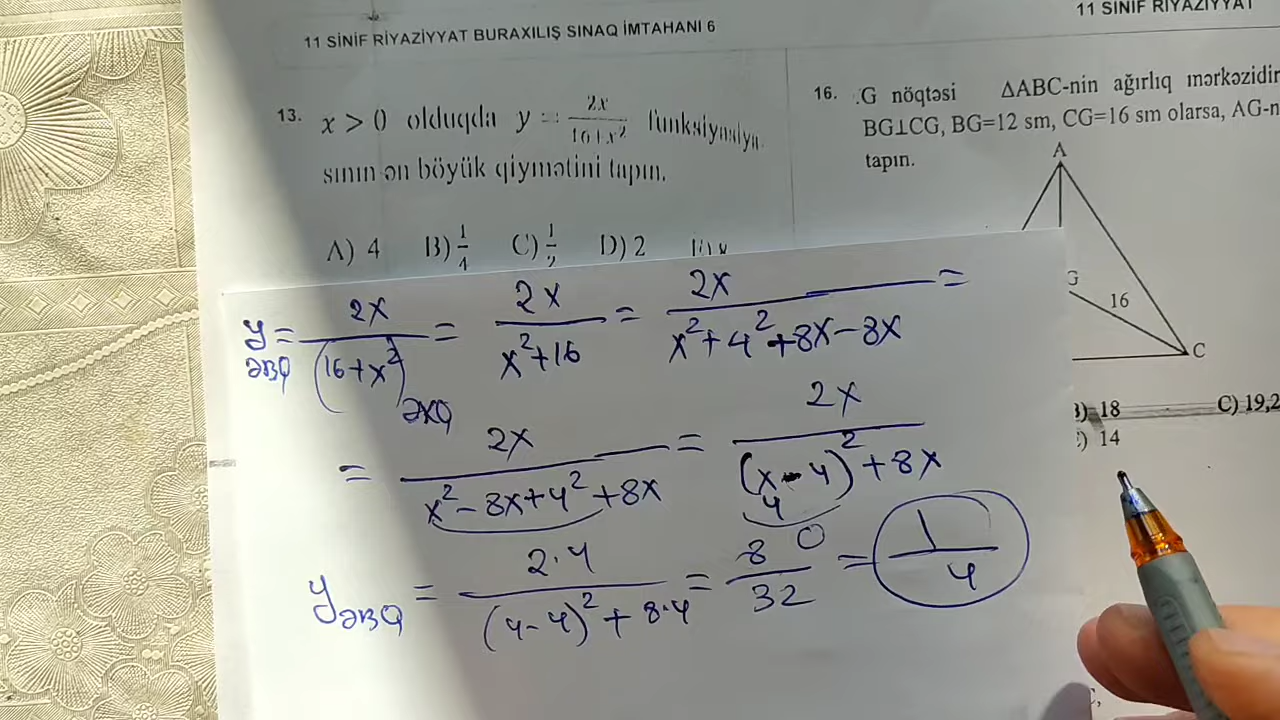 11 SİNİF RİYAZİYYAT BURAXILIŞ SINAQ İMTAHANI 6
11 SİNİF RİYAZİYYAT
13. x > 0 olduqda y = 2x/(16+x²) funksiyasının ən böyük qiymətini tapın.
A) 4 B) 1/4 C) 1/2 D) 2
16. G nöqtəsi ΔABC-nin ağırlıq mərkəzidir
BG⊥CG, BG=12 sm, CG=16 sm olarsa, AG-n
tapın.
A
G
16
C
B) 18 C) 19,2
E) 14
y əBQ = 2x/(16+x²)əKQ = 2x/(x²+16) = 2x/(x²+4²+8x-8x) =
= 2x/(x²-8x+4²+8x) = 2x/((x-4)²+8x)
4
0
y əBQ = 2·4/((4-4)²+8·4) = 8/32 = 1/4